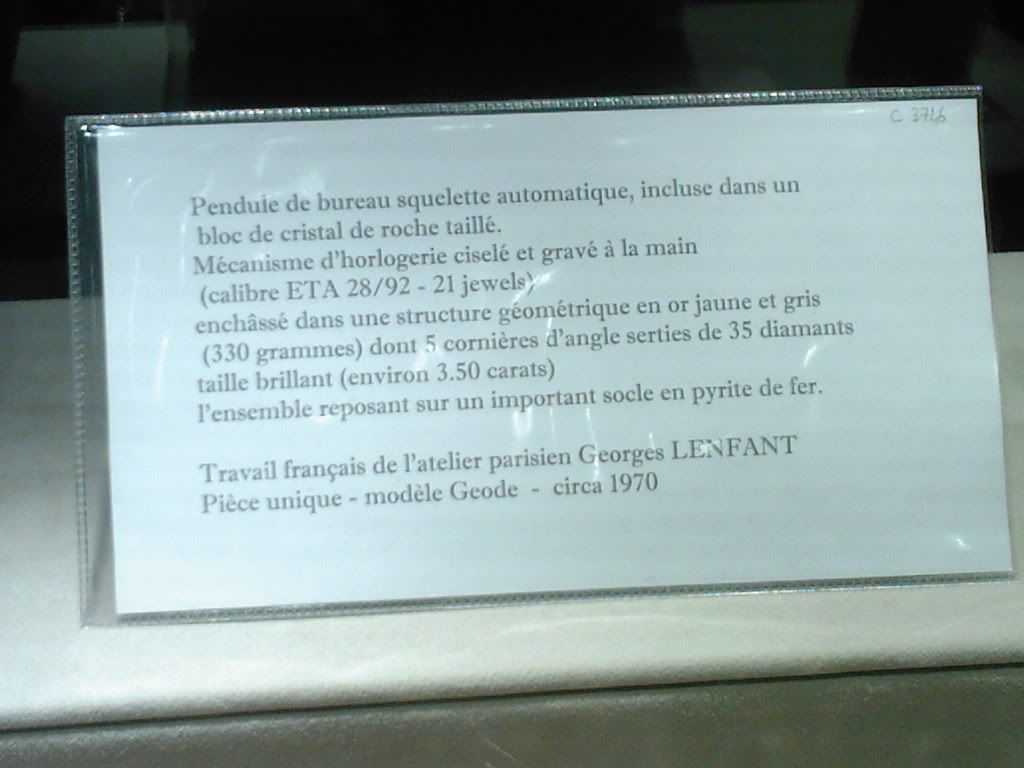 C 3746
Penduie de bureau squelette automatique, incluse dans un
bloc de cristal de roche taillé.
Mécanisme d'horlogerie ciselé et gravé à la main
(calibre ETA 28/92 - 21 jewels)
enchâssé dans une structure géométrique en or jaune et gris
(330 grammes) dont 5 cornières d'angle serties de 35 diamants
taille brillant (environ 3.50 carats)
l'ensemble reposant sur un important socle en pyrite de fer.
Travail français de l'atelier parisien Georges LENFANT
Pièce unique - modèle Geode - circa 1970